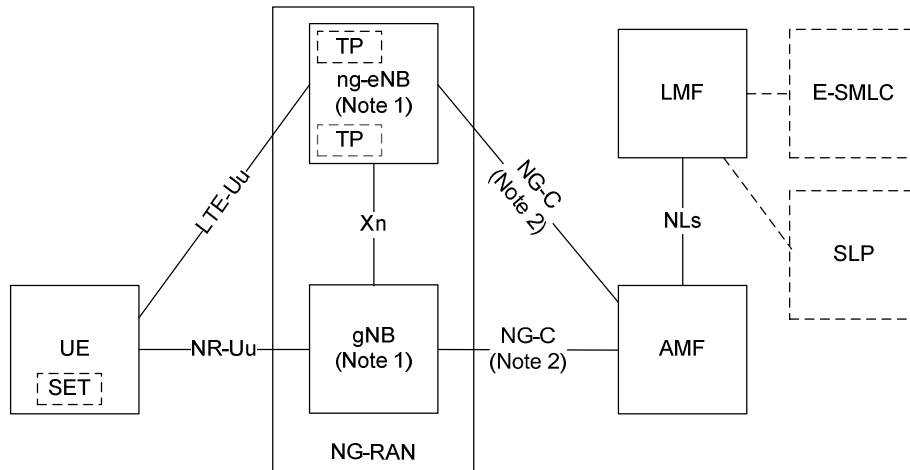 TP
ng-eNB
(Note 1)
TP
LMF
E-SMLC
LTE-Uu
Xn
NG-C
(Note 2)
NLs
SLP
UE
SET
NR-Uu
gNB
(Note 1)
NG-C
(Note 2)
AMF
NG-RAN